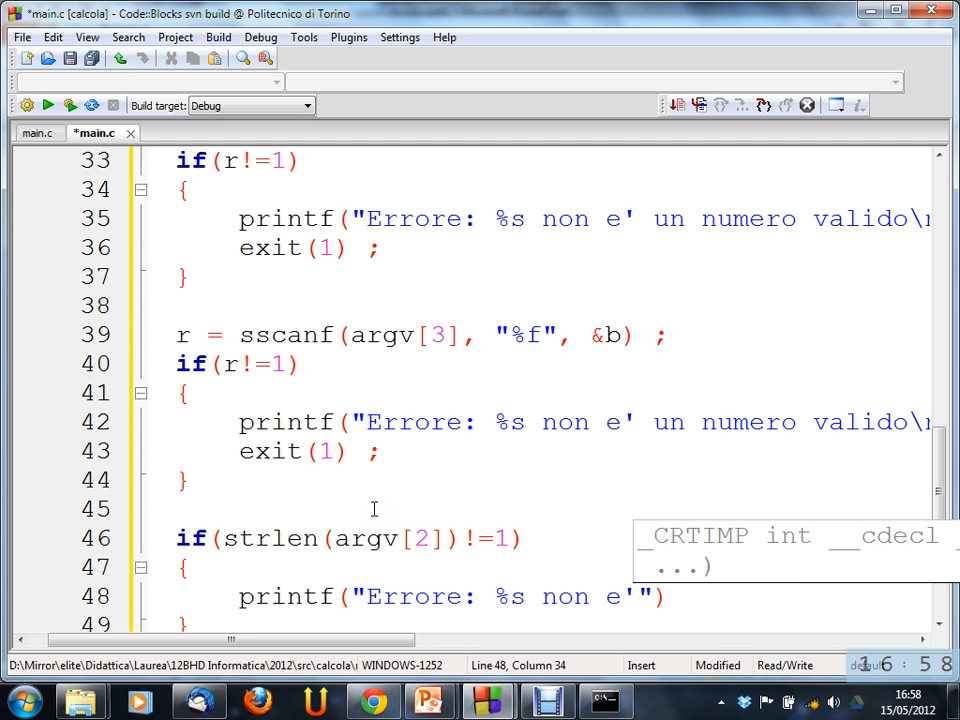 *main.c [calcola] - Code::Blocks svn build @ Politecnico di Torino
File Edit View Search Project Build Debug Tools Plugins Settings Help
Build target: Debug
main.c *main.c
33 if(r!=1)
34 {
35 printf("Errore: %s non e' un numero valido\
36 exit(1) ;
37 }
38
39 r = sscanf(argv[3], "%f", &b) ;
40 if(r!=1)
41 {
42 printf("Errore: %s non e' un numero valido\
43 exit(1) ;
44 }
45
46 if(strlen(argv[2])!=1)
47 {
48 printf("Errore: %s non e'")
49 }
_CRTIMP int __cdecl _
...)
D:\Mirror\elite\Didattica\Laurea\12BHD Informatica\2012\src\calcola\ WINDOWS-1252 Line 48, Column 34 Insert Modified Read/Write
16:58
16:58
15/05/2012